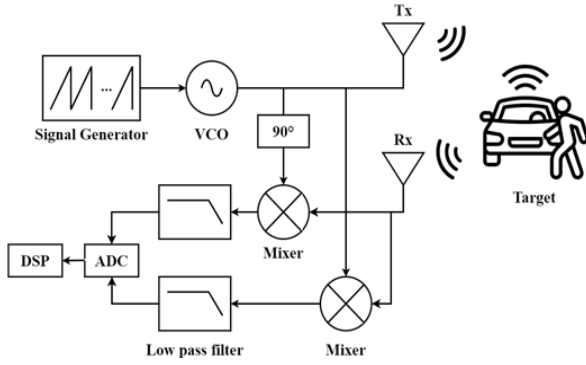 Tx
Signal Generator
VCO
90°
Rx
Target
Mixer
DSP
ADC
Low pass filter
Mixer
...